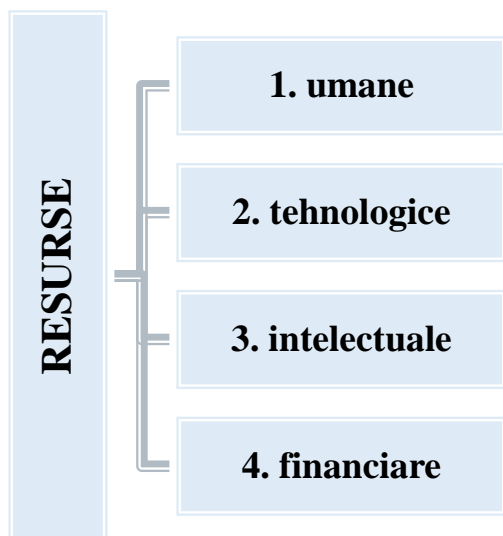 RESURSE
1. umane
2. tehnologice
3. intelectuale
4. financiare